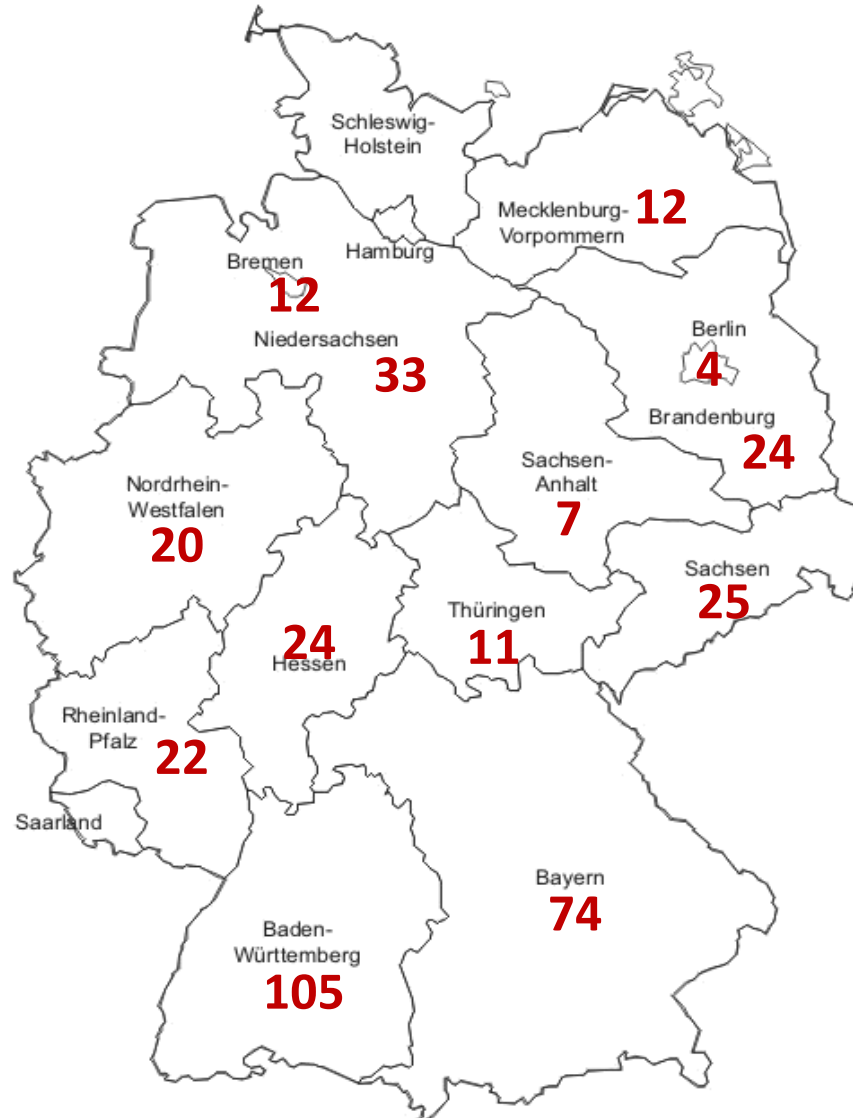 Schleswig-
Holstein
Mecklenburg-
Vorpommern
12
Hamburg
Bremen
12
Niedersachsen
33
Berlin
4
Brandenburg
24
Sachsen-
Anhalt
7
Nordrhein-
Westfalen
20
Sachsen
25
Thüringen
11
24
Hessen
Rheinland-
Pfalz
22
Saarland
Bayern
74
Baden-
Württemberg
105